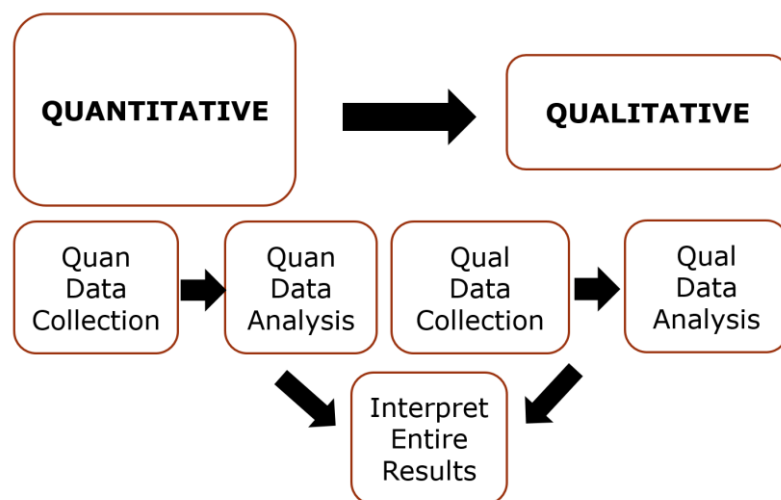 QUANTITATIVE
QUALITATIVE
Quan
Data
Collection
Quan
Data
Analysis
Qual
Data
Collection
Qual
Data
Analysis
Interpret
Entire
Results